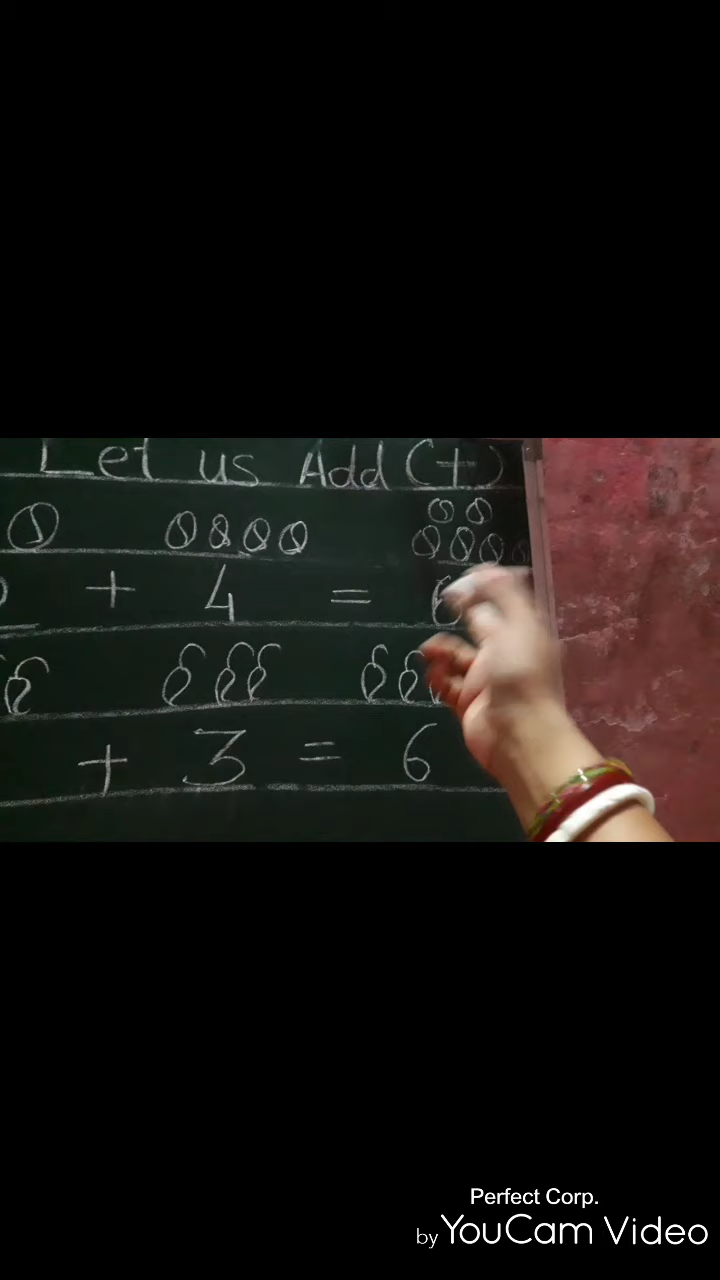 Let us Add (+)
+ 4 = 6
+ 3 = 6
Perfect Corp.
by YouCam Video